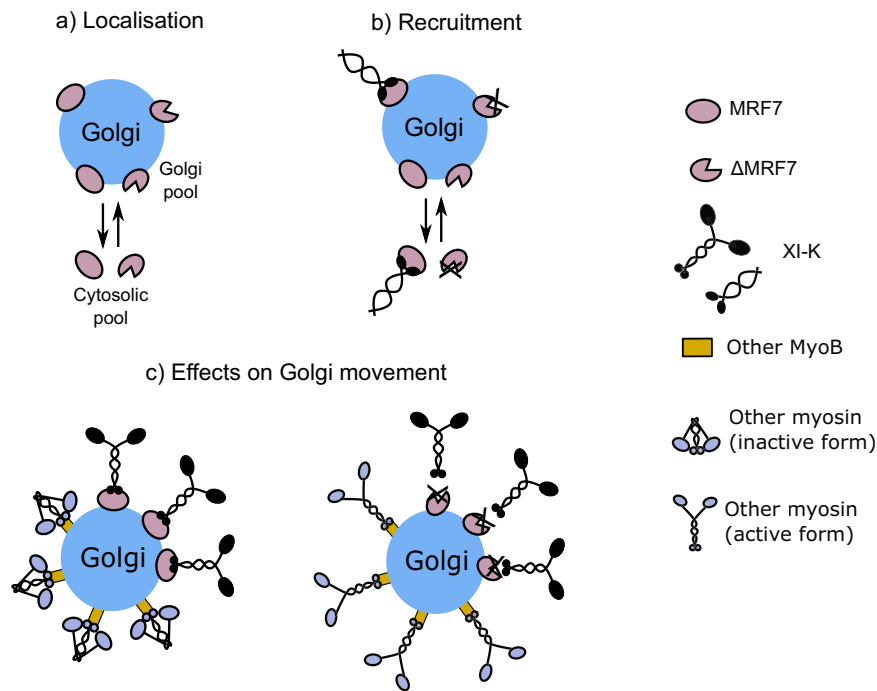 a) Localisation
Golgi
Golgi
pool
Cytosolic
pool
b) Recruitment
Golgi
c) Effects on Golgi movement
Golgi
Golgi
MRF7
ΔMRF7
XI-K
Other MyoB
Other myosin
(inactive form)
Other myosin
(active form)